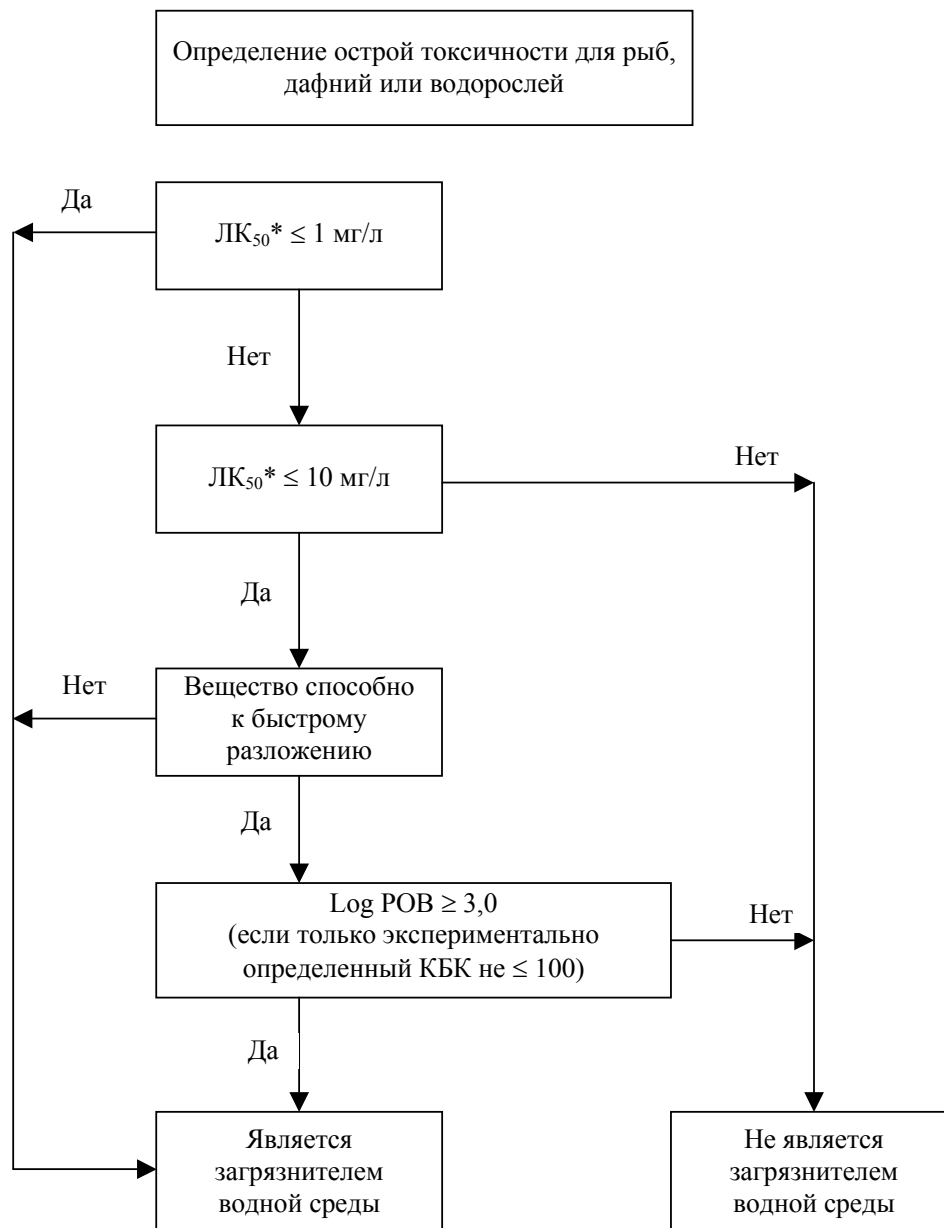 Определение острой токсичности для рыб,
дафний или водорослей
Да
ЛК50* ≤ 1 мг/л
Нет
ЛК50* ≤ 10 мг/л
Нет
Да
Нет
Вещество способно
к быстрому
разложению
Да
Log POB ≥ 3,0
(если только экспериментально
определенный КБК не ≤ 100)
Нет
Да
Является
загрязнителем
водной среды
Не является
загрязнителем
водной среды